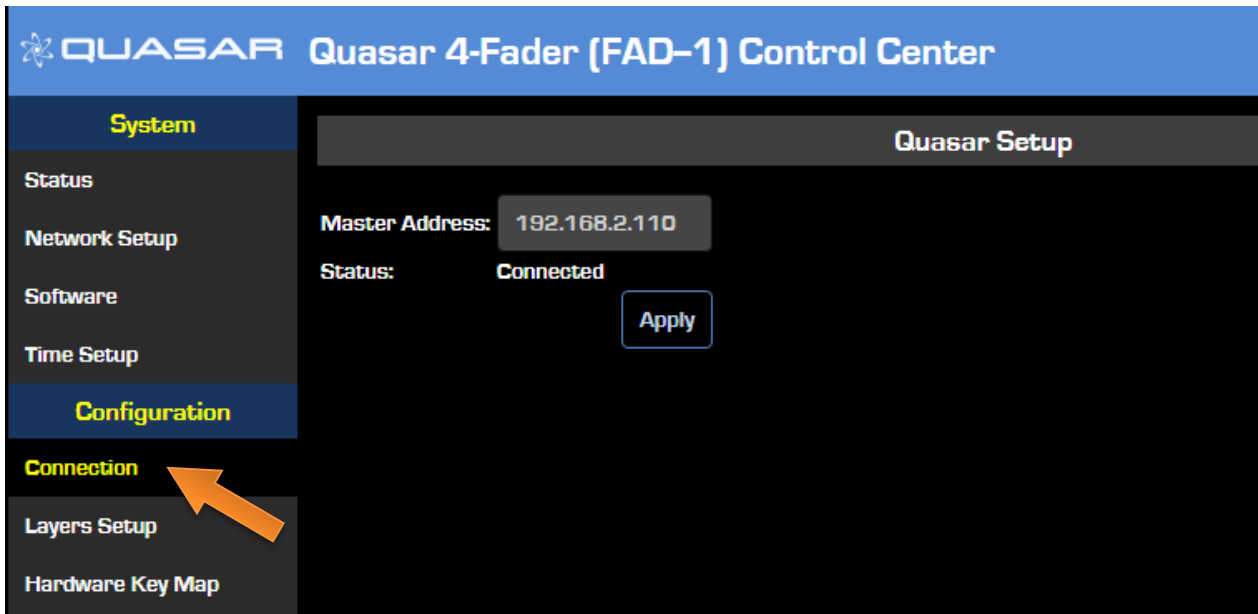 QUASAR Quasar 4-Fader (FAD-1) Control Center
System
Status
Network Setup
Software
Time Setup
Configuration
Connection
Layers Setup
Hardware Key Map
Quasar Setup
Master Address: 192.168.2.110
Status: Connected
Apply